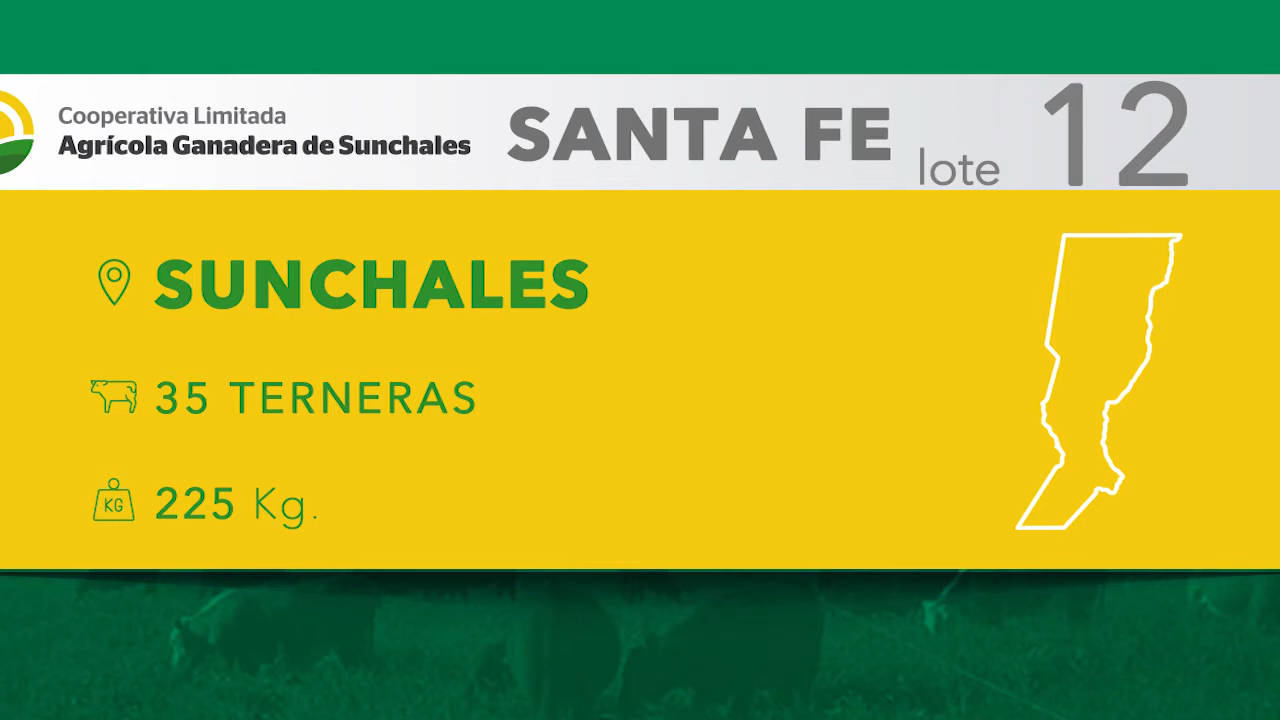 Cooperativa Limitada
Agrícola Ganadera de Sunchales
SANTA FE
lote 12
SUNCHALES
35 TERNERAS
KG
225 Kg.